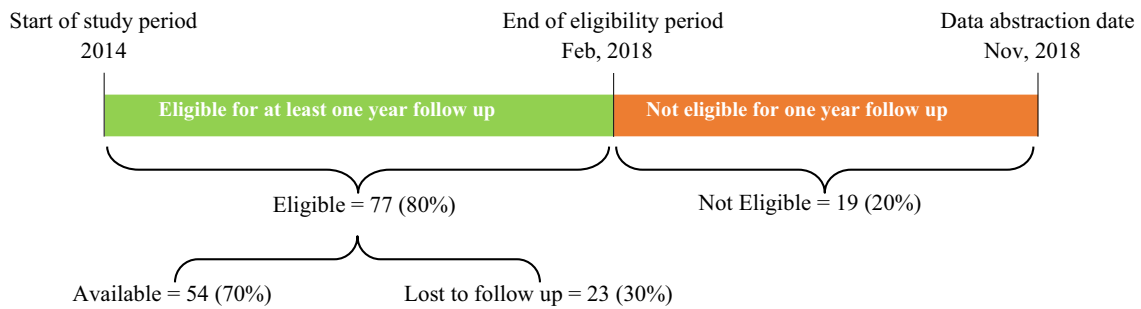 Start of study period
2014
End of eligibility period
Feb, 2018
Data abstraction date
Nov, 2018
Eligible for at least one year follow up
Not eligible for one year follow up
Eligible = 77 (80%)
Not Eligible = 19 (20%)
Available = 54 (70%)
Lost to follow up = 23 (30%)